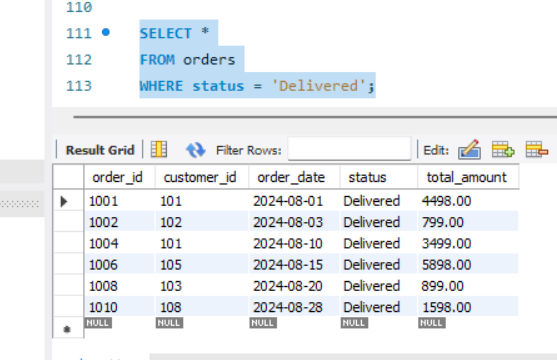 110
111 SELECT *
112 FROM orders
113 WHERE status = 'Delivered';
Result Grid Filter Rows: Edit:
order_id customer_id order_date status total_amount
1001 101 2024-08-01 Delivered 4498.00
1002 102 2024-08-03 Delivered 799.00
1004 101 2024-08-10 Delivered 3499.00
1006 105 2024-08-15 Delivered 5898.00
1008 103 2024-08-20 Delivered 899.00
1010 108 2024-08-28 Delivered 1598.00
NULL NULL NULL NULL NULL